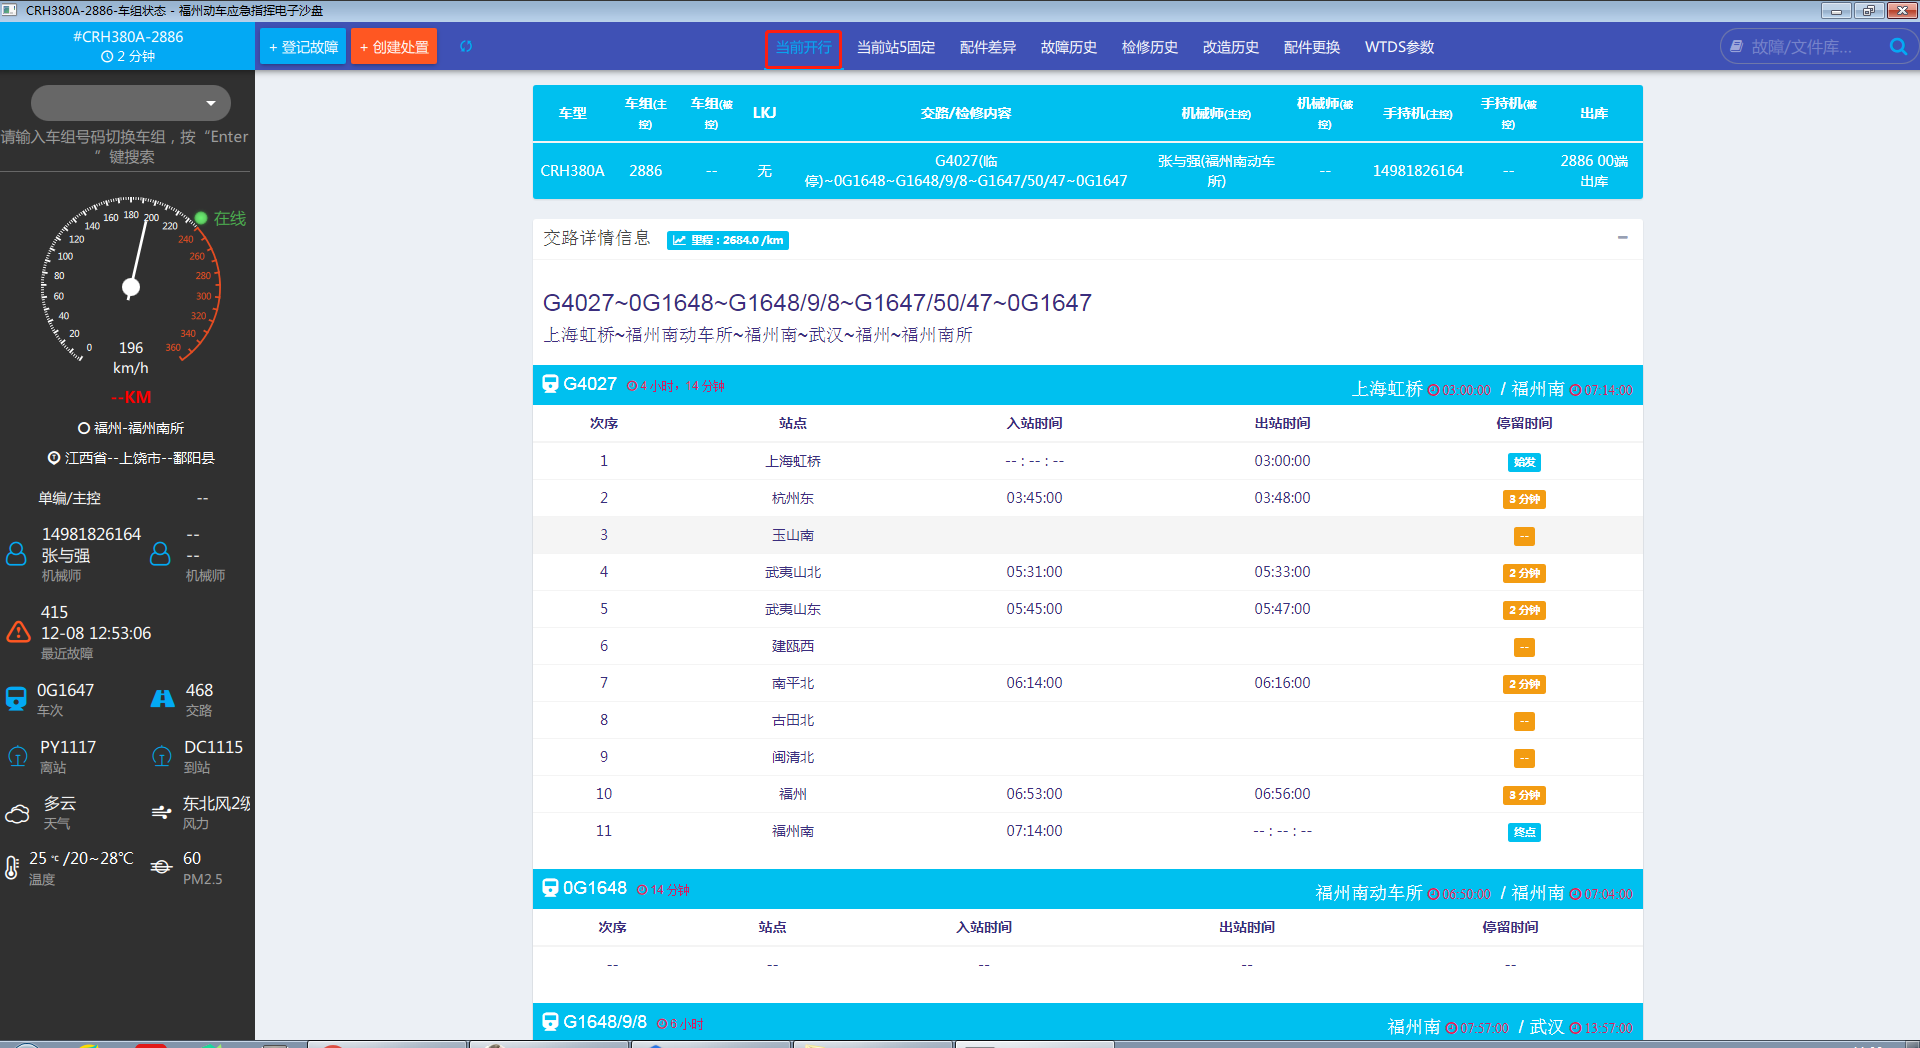 CRH380A-2886-车组状态 - 福州动车应急指挥电子沙盘
#CRH380A-2886
2 分钟
+ 登记故障
+ 创建处置
当前开行
当前站5固定
配件差异
故障历史
检修历史
改造历史
配件更换
WTDS参数
故障/文件库...
请输入车组号码切换车组，按“Enter
”键搜索
0 20 40 60 80 100 120 140 160 180 200 220 240 260 280 300 320 340 360
在线
196
km/h
--KM
福州-福州南所
江西省--上饶市--鄱阳县
单编/主控 --
14981826164 --
张与强 --
机械师 机械师
415
12-08 12:53:06
最近故障
0G1647 468
车次 交路
PY1117 DC1115
离站 到站
多云 东北风2级
天气 风力
25 ℃ /20~28℃ 60
温度 PM2.5
车型 车组(主控) 车组(被控) LKJ 交路/检修内容 机械师(主控) 机械师(被控) 手持机(主控) 手持机(被控) 出库
CRH380A 2886 -- 无 G4027(临停)~0G1648~G1648/9/8~G1647/50/47~0G1647 张与强(福州南动车所) -- 14981826164 -- 2886 00端出库
交路详情信息 里程 : 2684.0 /km
G4027~0G1648~G1648/9/8~G1647/50/47~0G1647
上海虹桥~福州南动车所~福州南~武汉~福州~福州南所
G4027 4 小时，14 分钟 上海虹桥 03:00:00 / 福州南 07:14:00
次序 站点 入站时间 出站时间 停留时间
1 上海虹桥 -- : -- : -- 03:00:00 始发
2 杭州东 03:45:00 03:48:00 3 分钟
3 玉山南 --
4 武夷山北 05:31:00 05:33:00 2 分钟
5 武夷山东 05:45:00 05:47:00 2 分钟
6 建瓯西 --
7 南平北 06:14:00 06:16:00 2 分钟
8 古田北 --
9 闽清北 --
10 福州 06:53:00 06:56:00 3 分钟
11 福州南 07:14:00 -- : -- : -- 终点
0G1648 14 分钟 福州南动车所 06:50:00 / 福州南 07:04:00
次序 站点 入站时间 出站时间 停留时间
-- -- -- -- --
G1648/9/8 6 小时 福州南 07:57:00 / 武汉 13:57:00